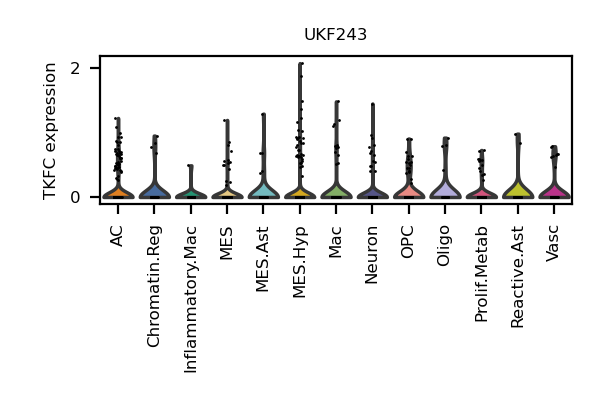 UKF243
TKFC expression
2
0
AC
Chromatin.Reg
Inflammatory.Mac
MES
MES.Ast
MES.Hyp
Mac
Neuron
OPC
Oligo
Prolif.Metab
Reactive.Ast
Vasc